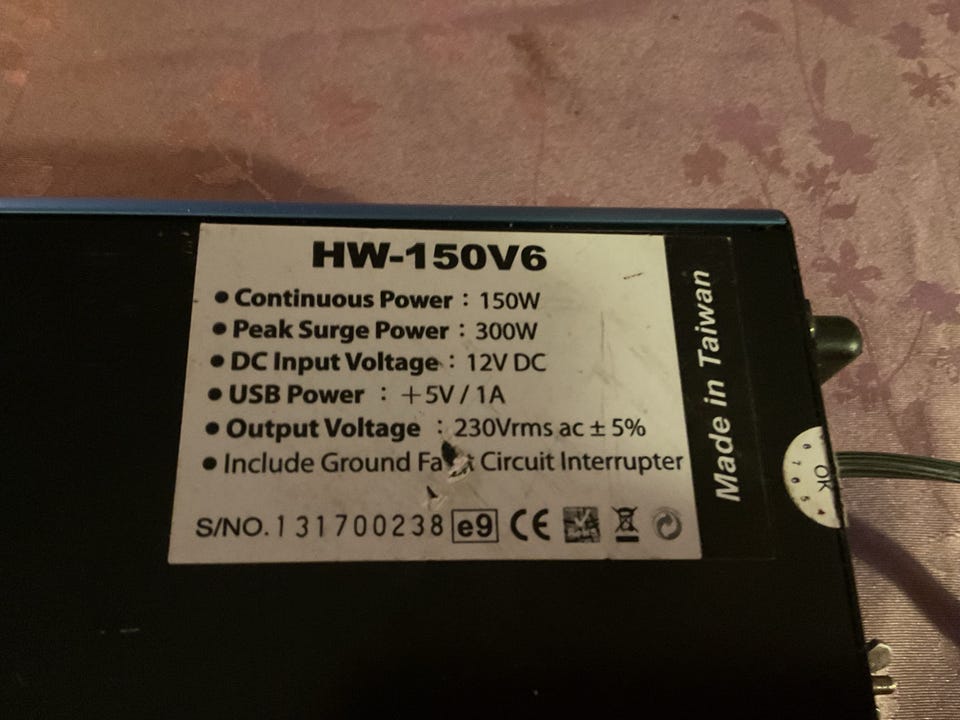 HW-150V6
• Continuous Power : 150W
• Peak Surge Power : 300W
• DC Input Voltage : 12V DC
• USB Power : +5V / 1A
• Output Voltage : 230Vrms ac ± 5%
• Include Ground Circuit Interrupter
S/NO. 131700238 e9 CE
Made in Taiwan
OK